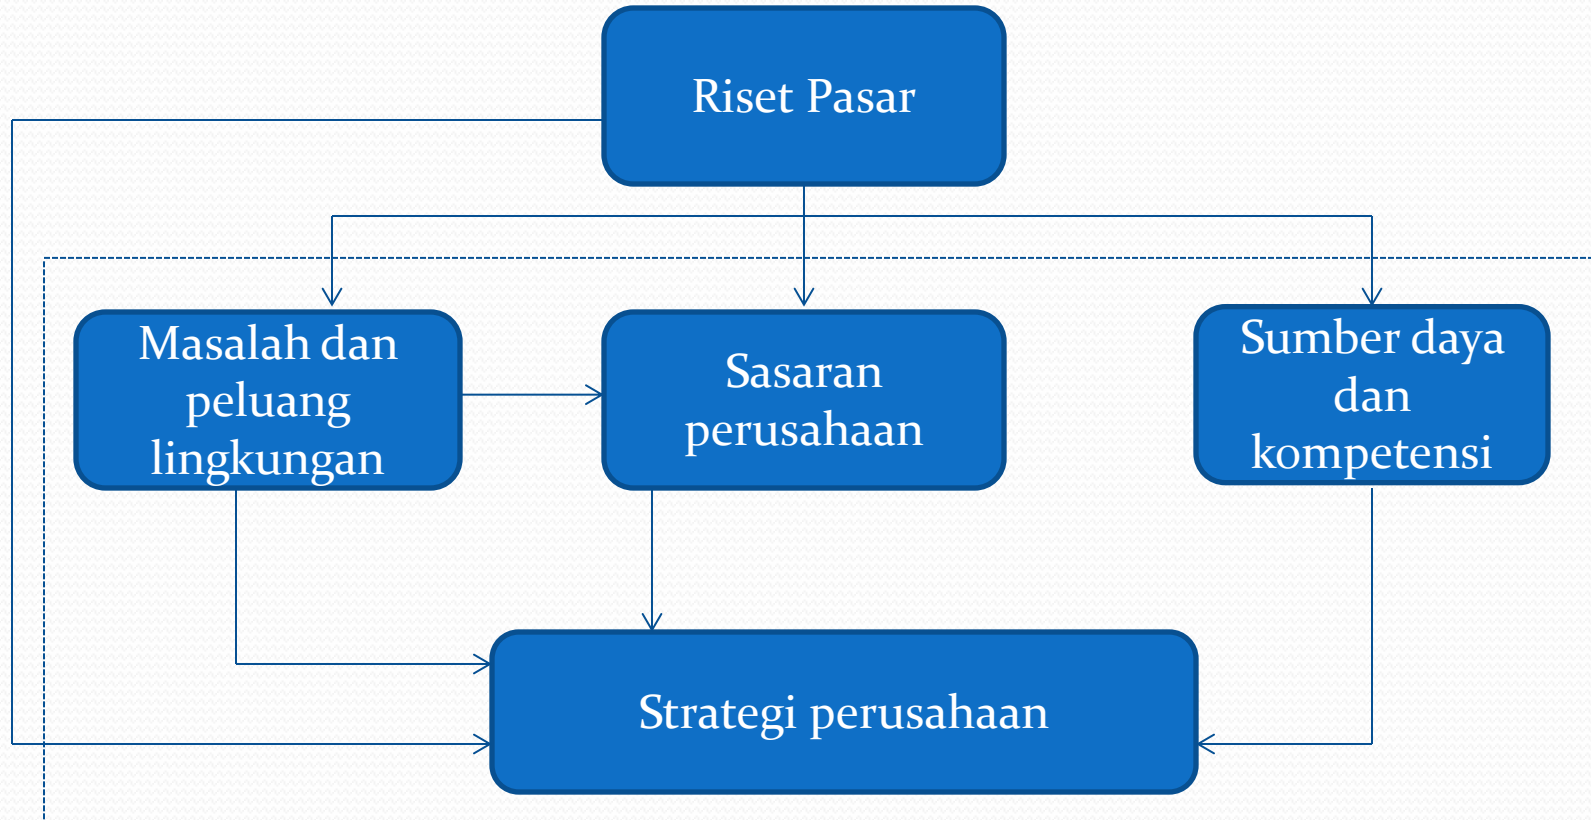 Riset Pasar
Masalah dan
peluang
lingkungan
Sasaran
perusahaan
Sumber daya
dan
kompetensi
Strategi perusahaan